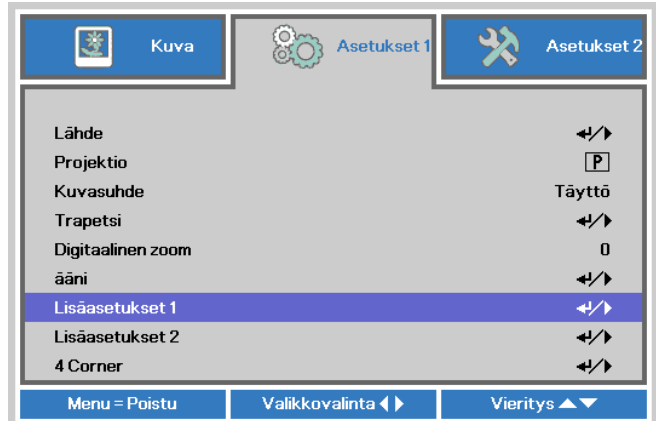 Kuva Asetukset 1 Asetukset 2
Lähde
Projektio P
Kuvasuhde Täyttö
Trapetsi
Digitaalinen zoom 0
ääni
Lisäasetukset 1
Lisäasetukset 2
4 Corner
Menu = Poistu Valikkovalinta Vieritys